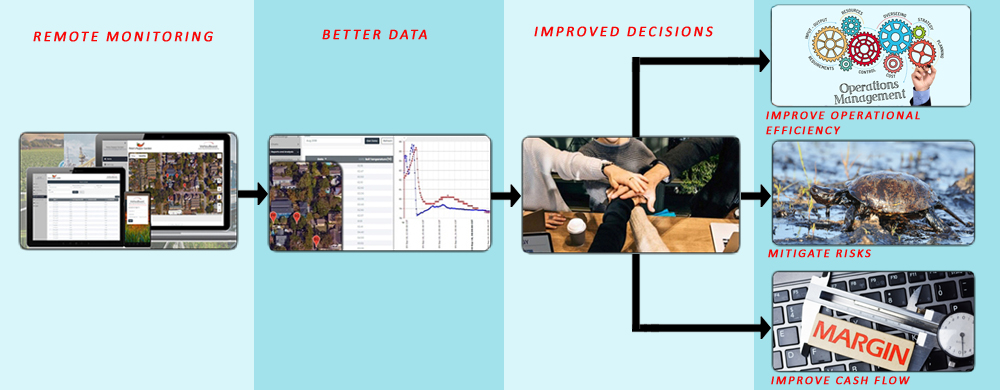 REMOTE MONITORING
BETTER DATA
IMPROVED DECISIONS
INPUT
OUTPUT
RESOURCES
OVERSEEING
STRATEGY
PLANNING
REQUIREMENTS
CONTROL
COST
Operations
Management
IMPROVE OPERATIONAL
EFFICIENCY
MITIGATE RISKS
MARGIN
IMPROVE CASH FLOW